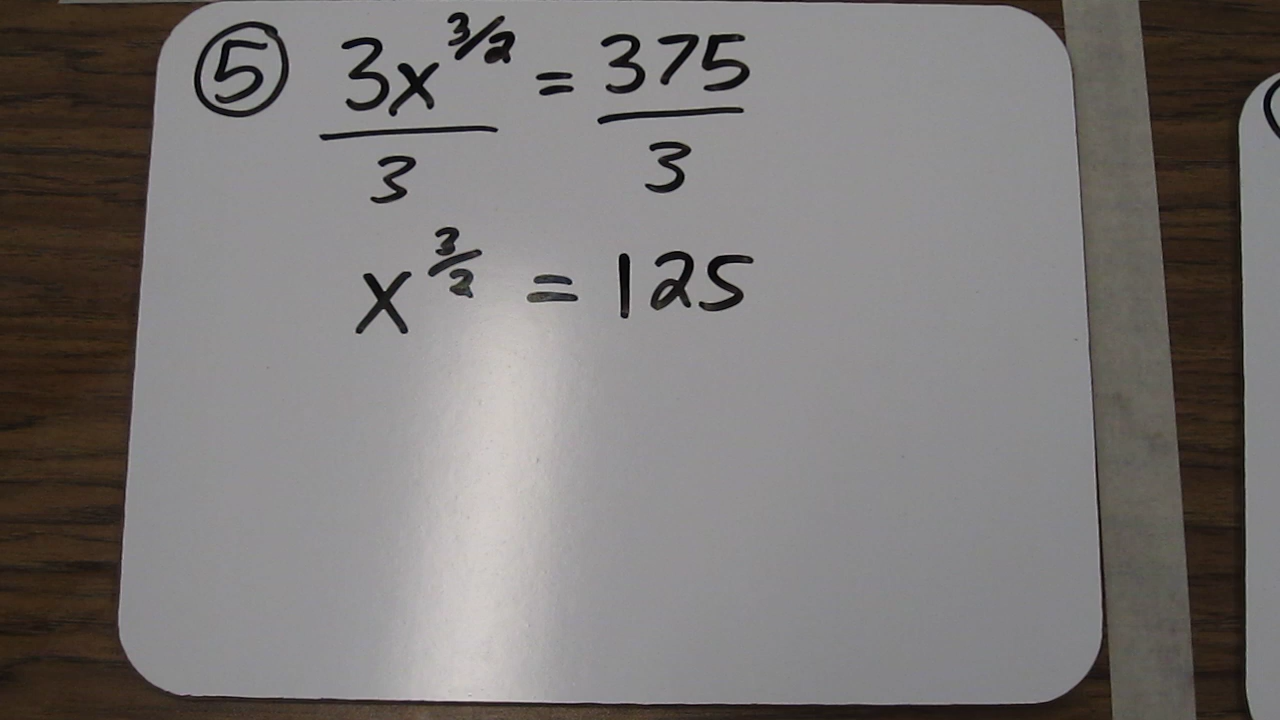 ⑤ 3x^{3/2} = 375
3 3
x^{3/2} = 125